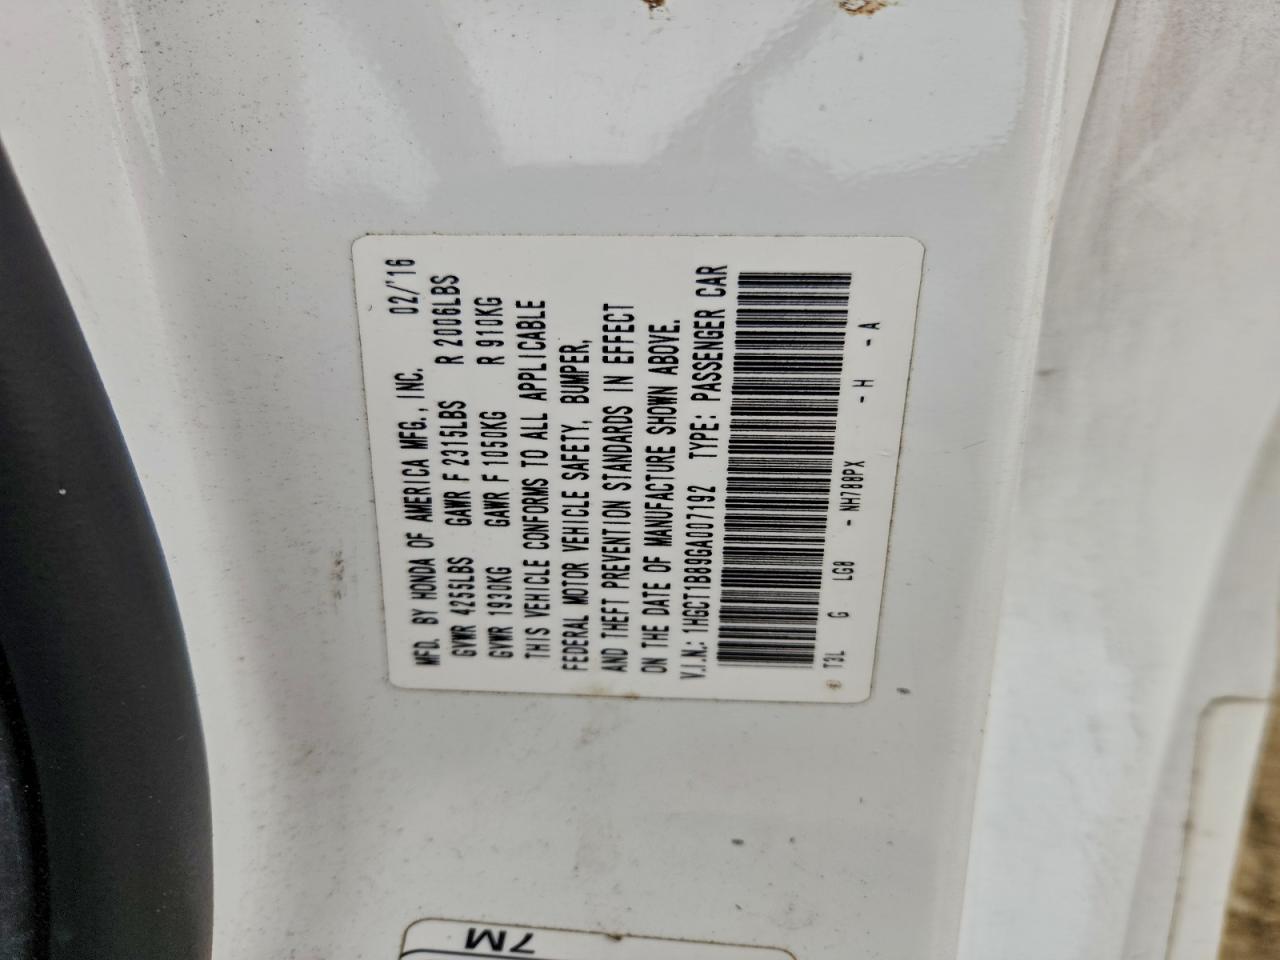 MFD. BY HONDA OF AMERICA MFG., INC. 02/'16
GVWR 4255LBS GAWR F 2315LBS R 2006LBS
GVWR 1930KG GAWR F 1050KG R 910KG
THIS VEHICLE CONFORMS TO ALL APPLICABLE
FEDERAL MOTOR VEHICLE SAFETY, BUMPER,
AND THEFT PREVENTION STANDARDS IN EFFECT
ON THE DATE OF MANUFACTURE SHOWN ABOVE.
V.I.N.: 1HGCT1B89GA007192 TYPE: PASSENGER CAR
T3L G LG8 - NH788PX - H - A
7M